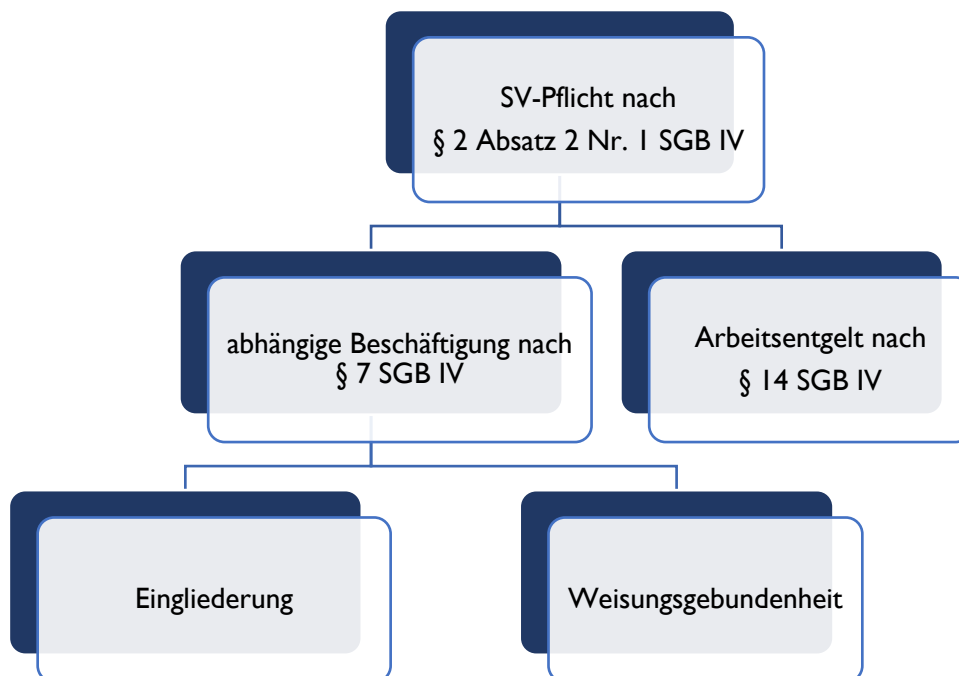 SV-Pflicht nach
§ 2 Absatz 2 Nr. 1 SGB IV
abhängige Beschäftigung nach
§ 7 SGB IV
Arbeitsentgelt nach
§ 14 SGB IV
Eingliederung
Weisungsgebundenheit